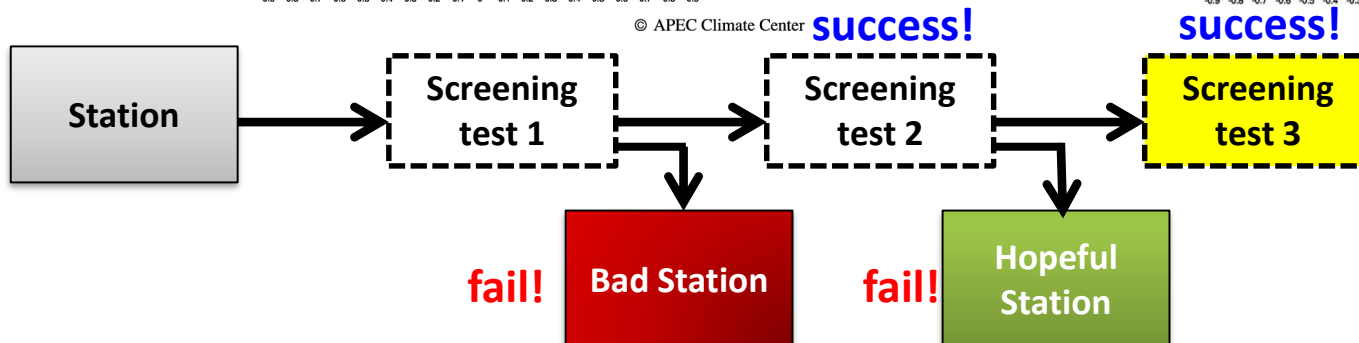 © APEC Climate Center
success!
success!
Station
Screening
test 1
Screening
test 2
Screening
test 3
fail!
Bad Station
fail!
Hopeful
Station